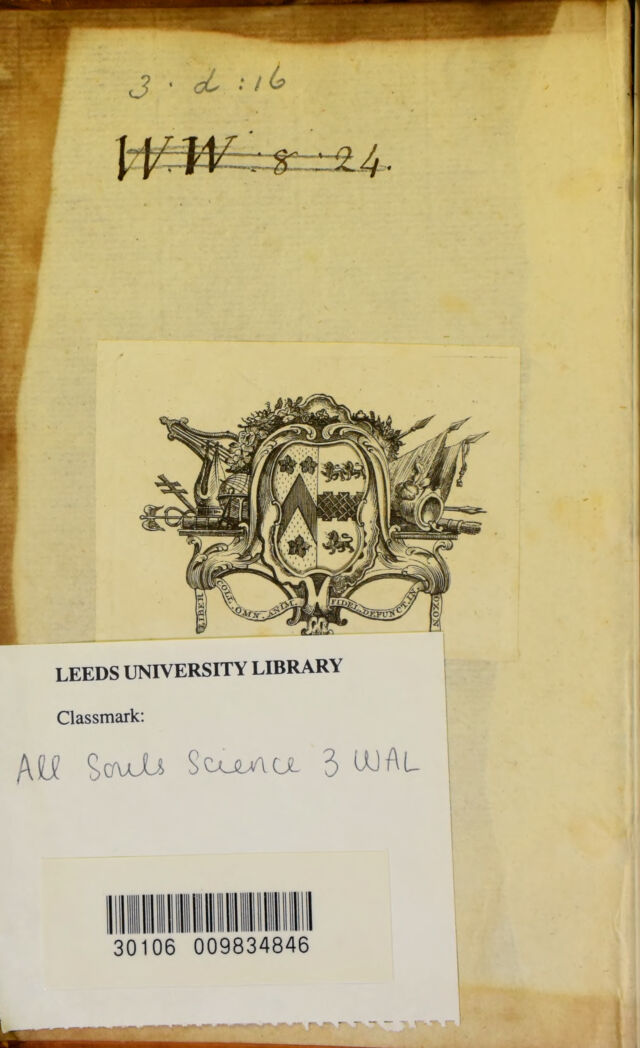 3 . d : 16
W.W . 8 . 24.
LIBER COLL . OMN . ANIM . FIDEL . DEFUNCT . IN OXON
LEEDS UNIVERSITY LIBRARY
Classmark:
All Souls Science 3 WAL
30106 009834846